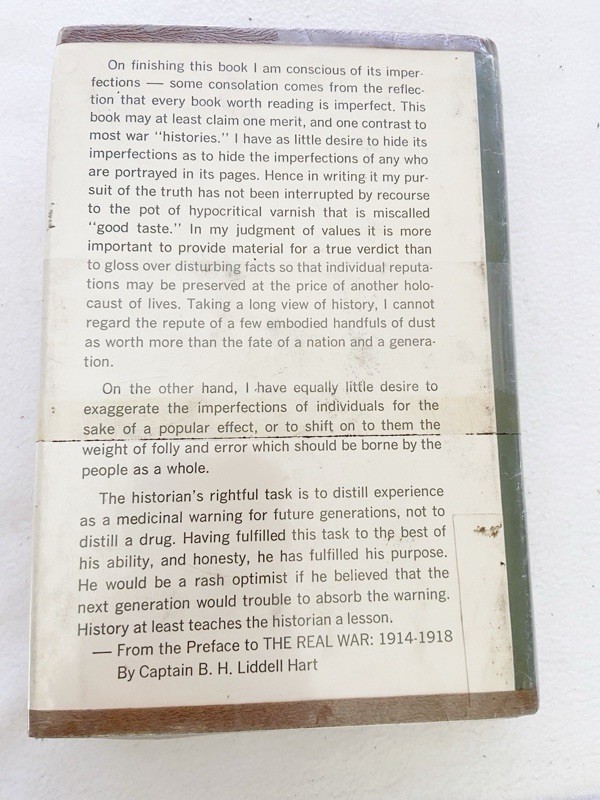 On finishing this book I am conscious of its imper-
fections — some consolation comes from the reflec-
tion that every book worth reading is imperfect. This
book may at least claim one merit, and one contrast to
most war "histories." I have as little desire to hide its
imperfections as to hide the imperfections of any who
are portrayed in its pages. Hence in writing it my pur-
suit of the truth has not been interrupted by recourse
to the pot of hypocritical varnish that is miscalled
"good taste." In my judgment of values it is more
important to provide material for a true verdict than
to gloss over disturbing facts so that individual reputa-
tions may be preserved at the price of another holo-
caust of lives. Taking a long view of history, I cannot
regard the repute of a few embodied handfuls of dust
as worth more than the fate of a nation and a genera-
tion.
On the other hand, I have equally little desire to
exaggerate the imperfections of individuals for the
sake of a popular effect, or to shift on to them the
weight of folly and error which should be borne by the
people as a whole.
The historian's rightful task is to distill experience
as a medicinal warning for future generations, not to
distill a drug. Having fulfilled this task to the best of
his ability, and honesty, he has fulfilled his purpose.
He would be a rash optimist if he believed that the
next generation would trouble to absorb the warning.
History at least teaches the historian a lesson.
— From the Preface to THE REAL WAR: 1914-1918
By Captain B. H. Liddell Hart